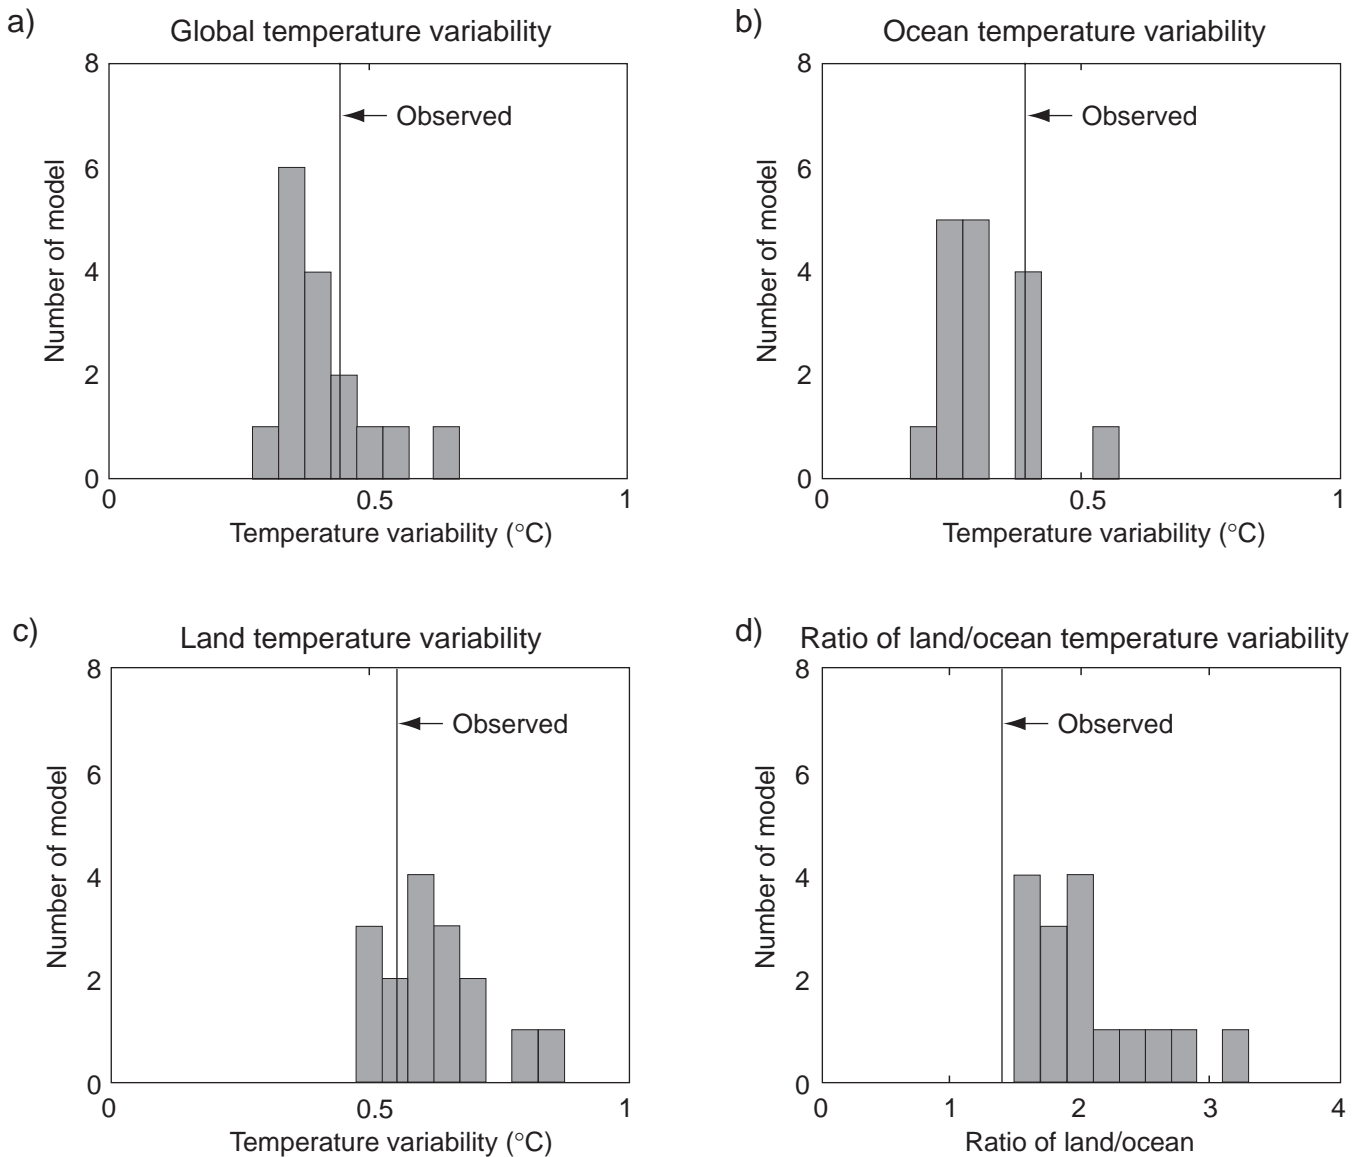 a)
Global temperature variability
8
6
4
2
0
Number of model
Observed
0 0.5 1
Temperature variability (°C)
b)
Ocean temperature variability
8
6
4
2
0
Number of model
Observed
0 0.5 1
Temperature variability (°C)
c)
Land temperature variability
8
6
4
2
0
Number of model
Observed
0 0.5 1
Temperature variability (°C)
d)
Ratio of land/ocean temperature variability
8
6
4
2
0
Number of model
Observed
0 1 2 3 4
Ratio of land/ocean